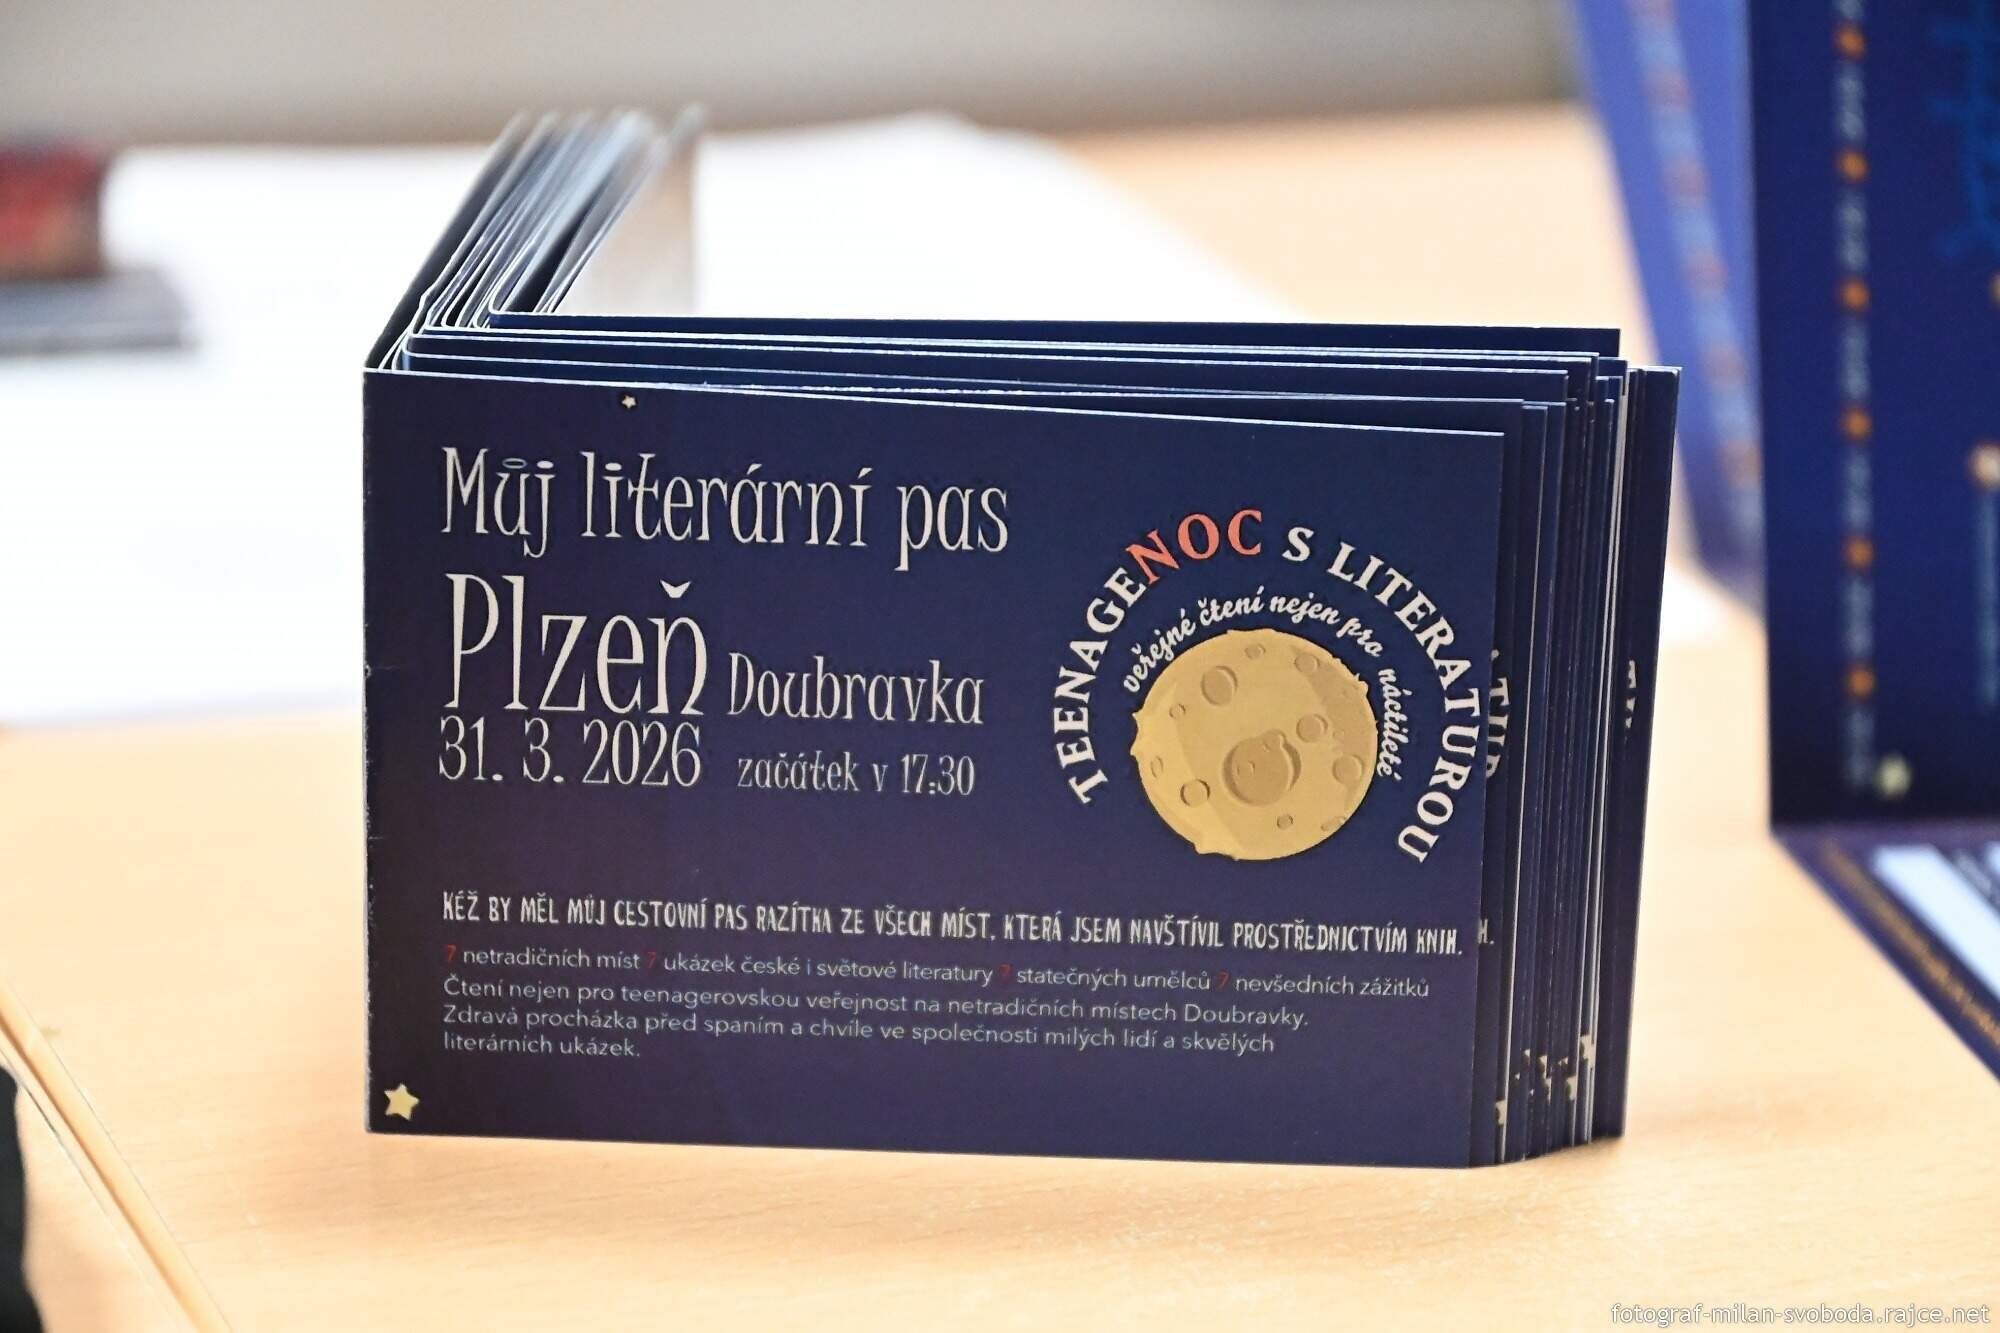 Můj literární pas
Plzeň Doubravka
31. 3. 2026 začátek v 17:30
TEENAGENOC S LITERATUROU
veřejné čtení nejen pro náctileté
KÉŽ BY MĚL MŮJ CESTOVNÍ PAS RAZÍTKA ZE VŠECH MÍST, KTERÁ JSEM NAVŠTÍVIL PROSTŘEDNICTVÍM KNIH.
7 netradičních míst 7 ukázek české i světové literatury 7 statečných umělců 7 nevšedních zážitků
Čtení nejen pro teenagerovskou veřejnost na netradičních místech Doubravky.
Zdravá procházka před spaním a chvíle ve společnosti milých lidí a skvělých
literárních ukázek.
fotograf-milan-svoboda.rajce.net